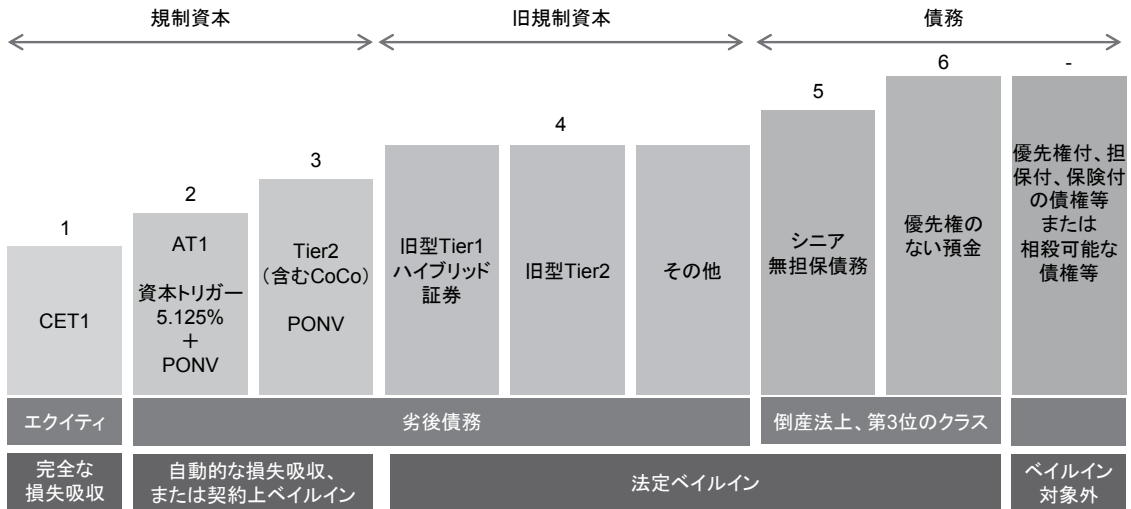 規制資本
旧規制資本
債務
1
2
3
4
5
6
-
CET1
AT1
資本トリガー
5.125%
+
PONV
Tier2
(含むCoCo)
PONV
旧型Tier1
ハイブリッド
証券
旧型Tier2
その他
シニア
無担保債務
優先権の
ない預金
優先権付、担
保付、保険付
の債権等
または
相殺可能な
債権等
エクイティ
劣後債務
倒産法上、第3位のクラス
完全な
損失吸収
自動的な損失吸収、
または契約上ベイルイン
法定ベイルイン
ベイルイン
対象外